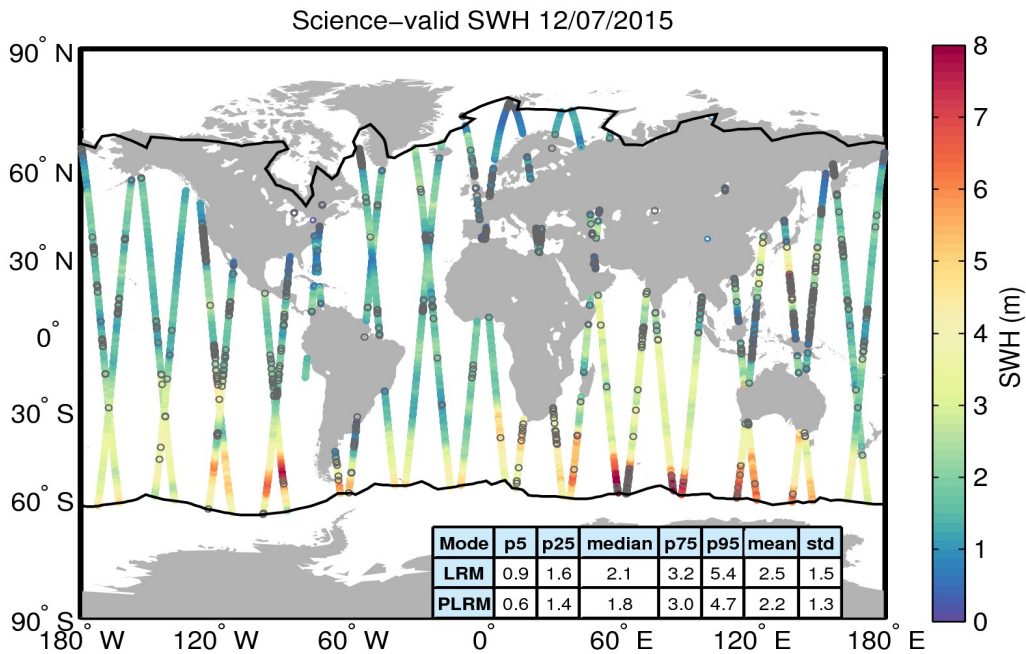 Science-valid SWH 12/07/2015
90° N
60° N
30° N
0°
30° S
60° S
90° S
180° W
120° W
60° W
0°
60° E
120° E
180° E
Mode p5 p25 median p75 p95 mean std
LRM 0.9 1.6 2.1 3.2 5.4 2.5 1.5
PLRM 0.6 1.4 1.8 3.0 4.7 2.2 1.3
8
7
6
5
4
3
2
1
0
SWH (m)